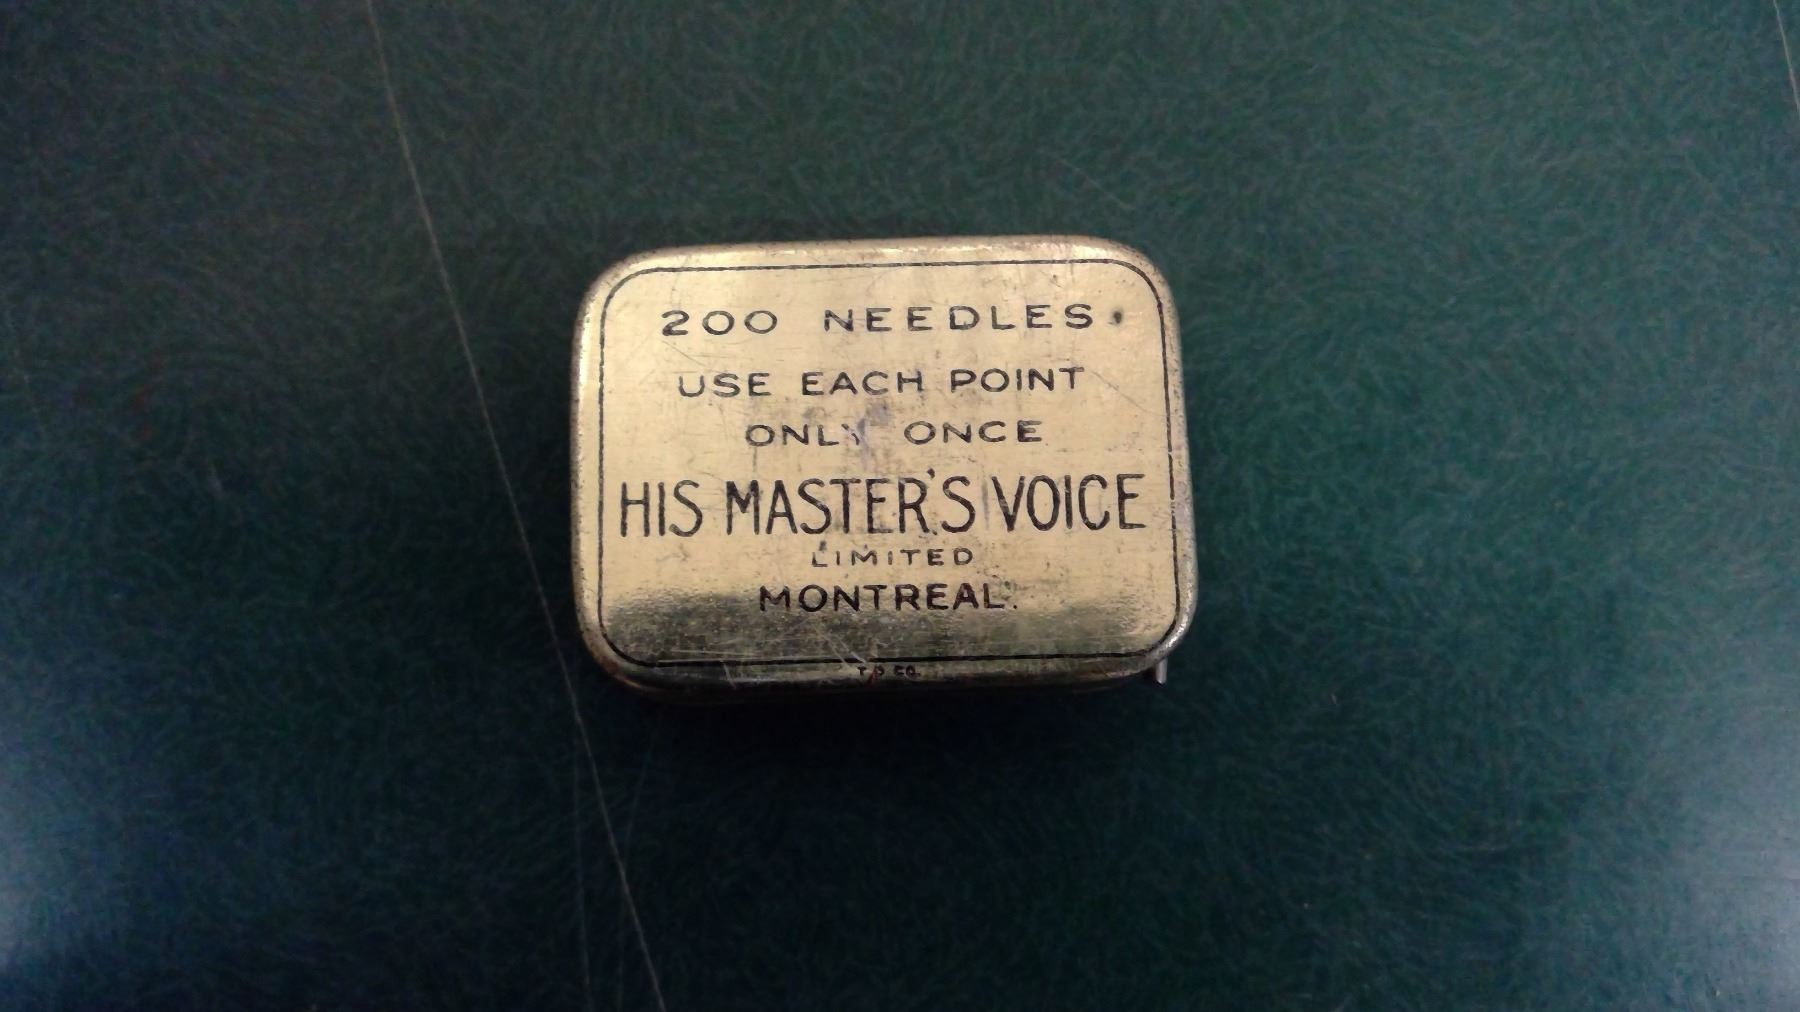 200 NEEDLES.
USE EACH POINT
ONLY ONCE
HIS MASTER'S VOICE
LIMITED
MONTREAL.